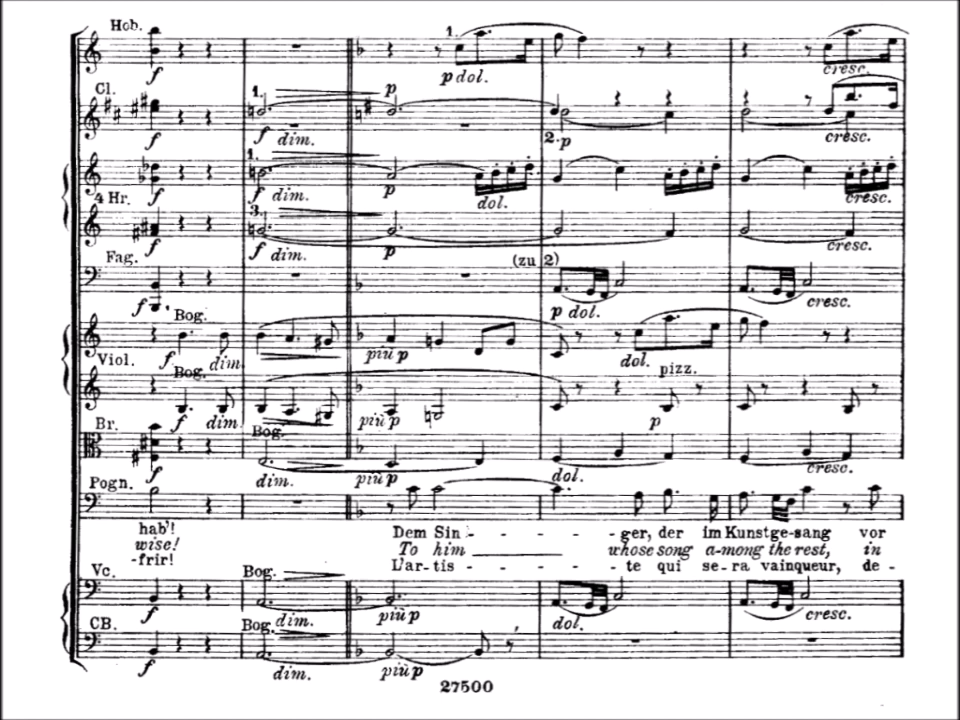 Hob.
f 1. p dol. cresc.
Cl.
1. p
f f dim. 2. p cresc.
1.
f f dim. p dol. cresc.
4 Hr.
3.
f f dim. p cresc.
Fag. (zu 2)
f p dol. cresc.
Bog.
f dim. più p dol.
Viol.
Bog. pizz.
f dim. più p p
Br. Bog.
f dim. più p dol. cresc.
Pogn.
hab'! Dem Sin - - - - - ger, der im Kunstge-sang vor
wise! To him whose song a-mong the rest, in
-frir! L'ar-tis - - - - - te qui se-ra vainqueur, de-
Vc. Bog.
f dim. più p dol. cresc.
CB. Bog.
f dim. più p
27500